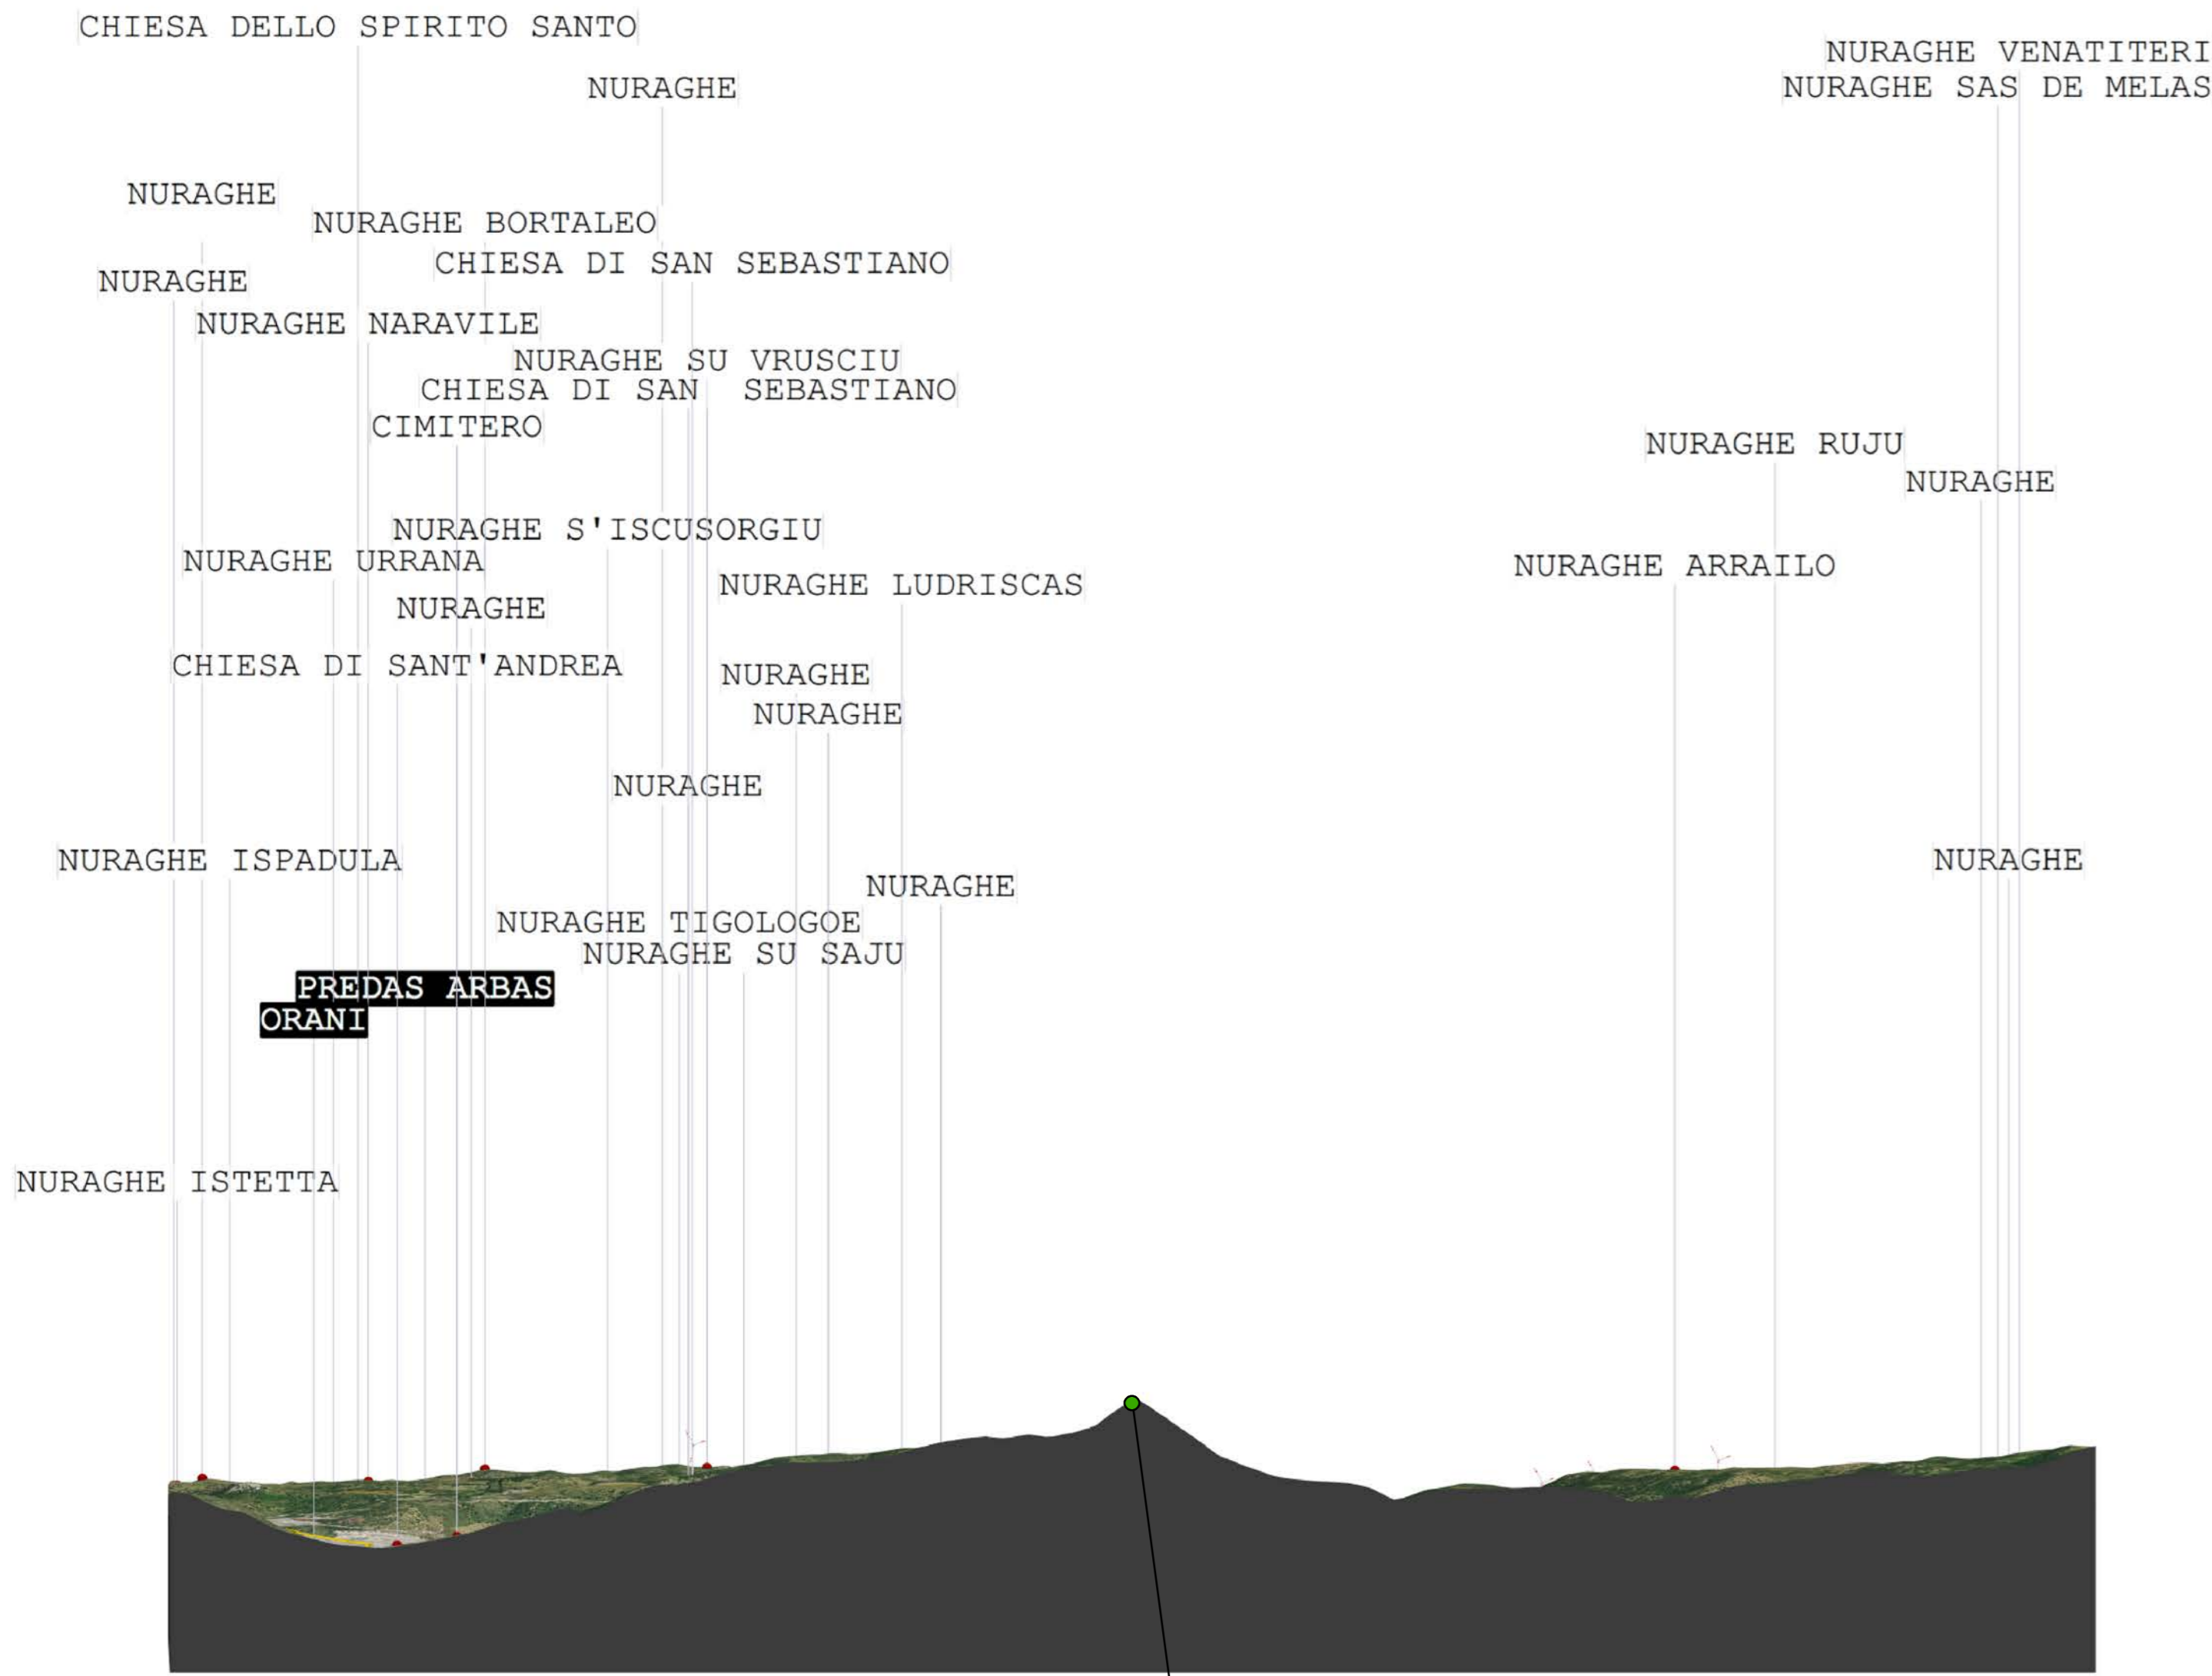 CHIESA DELLO SPIRITO SANTO
NURAGHE VENATITERI
NURAGHE SAS DE MELAS
NURAGHE
NURAGHE
NURAGHE BORTALEO
CHIESA DI SAN SEBASTIANO
NURAGHE
NURAGHE NARAVILE
NURAGHE SU VRUSCIU
CHIESA DI SAN SEBASTIANO
CIMITERO
NURAGHE RUJU
NURAGHE
NURAGHE S'ISCUSORGIU
NURAGHE URRANA
NURAGHE ARRAILO
NURAGHE LUDRISCAS
NURAGHE
CHIESA DI SANT'ANDREA
NURAGHE
NURAGHE
NURAGHE
NURAGHE ISPADULA
NURAGHE
NURAGHE
NURAGHE TIGOLOGOE
NURAGHE SU SAJU
PREDAS ARBAS
ORANI
NURAGHE ISTETTA